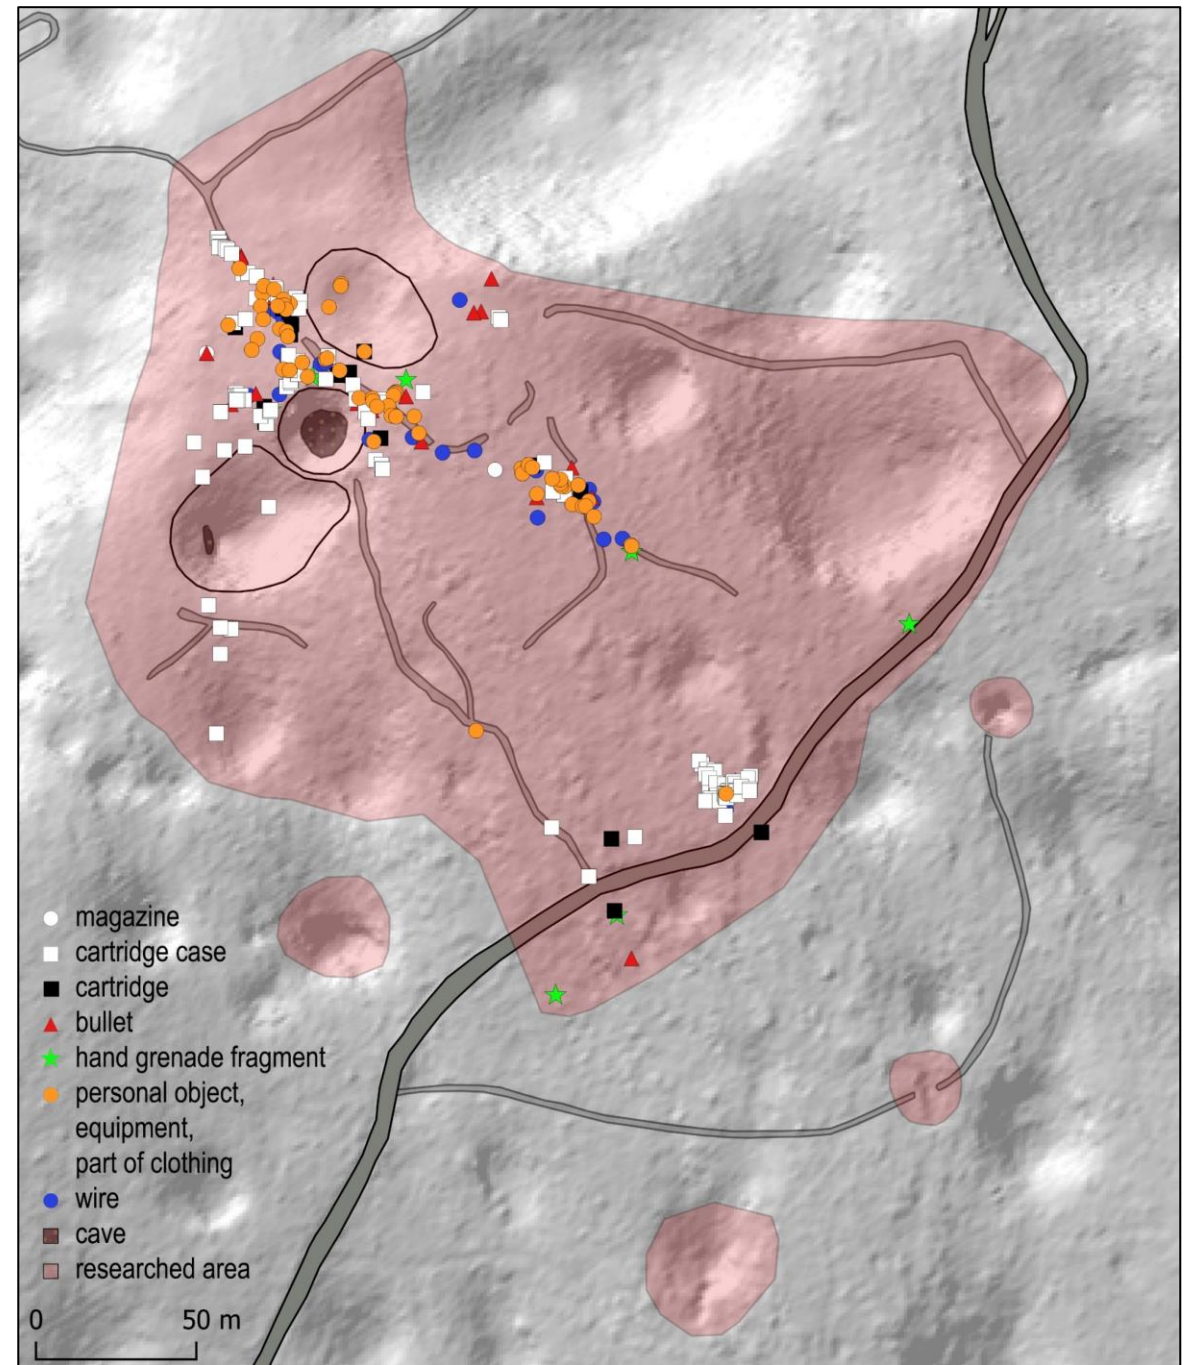 magazine
cartridge case
cartridge
bullet
hand grenade fragment
personal object,
equipment,
part of clothing
wire
cave
researched area
0 50 m